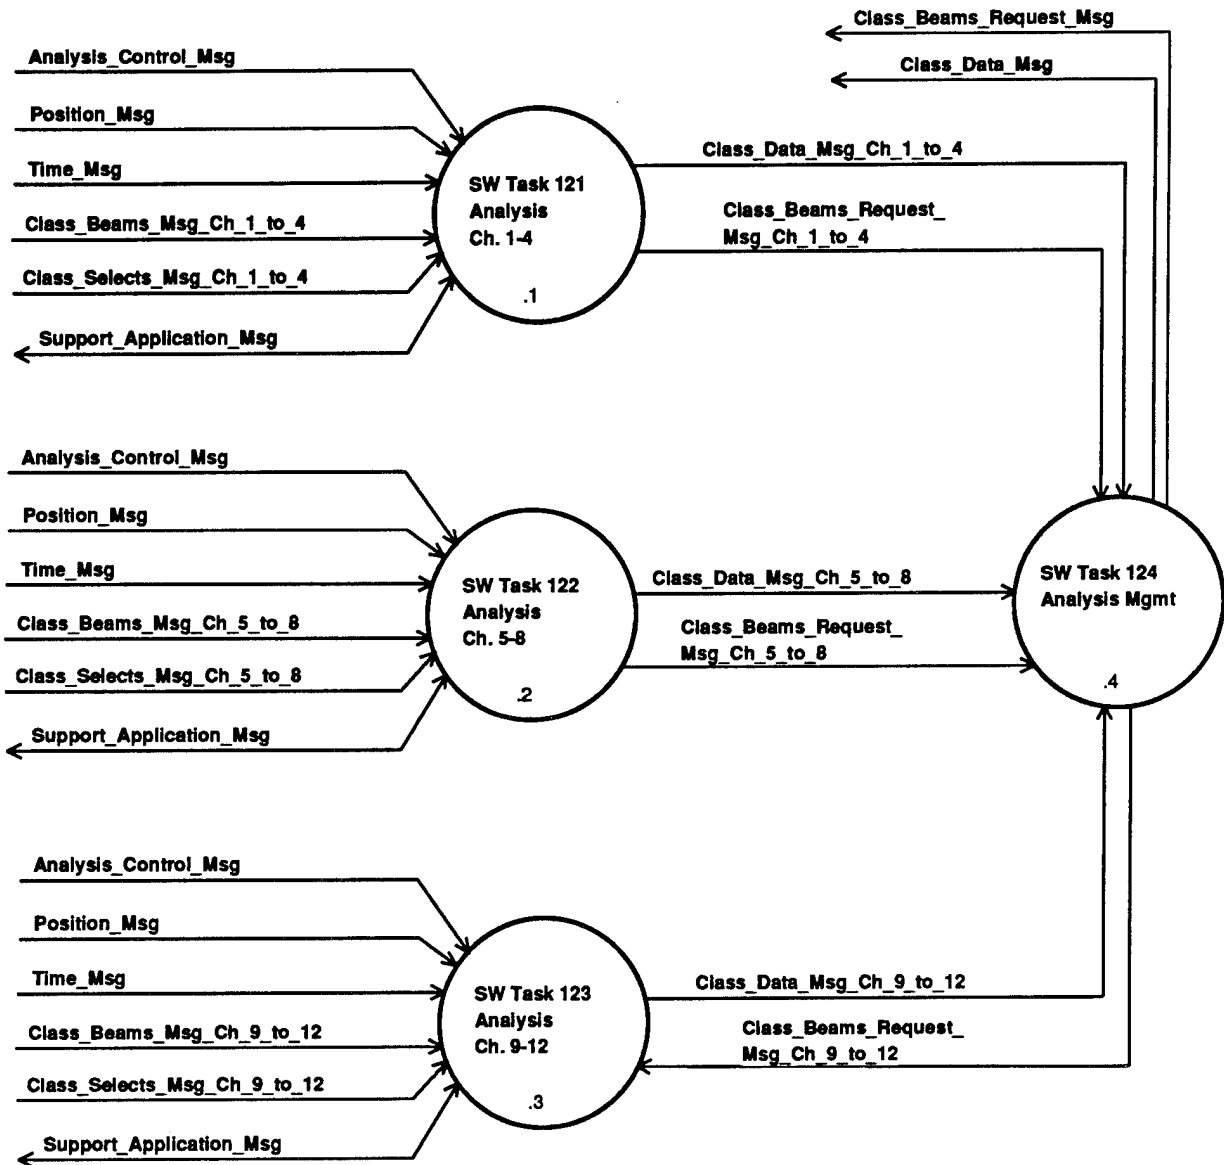 Class_Beams_Request_Msg
Class_Data_Msg
Analysis_Control_Msg
Position_Msg
Time_Msg
Class_Beams_Msg_Ch_1_to_4
Class_Selects_Msg_Ch_1_to_4
Support_Application_Msg
SW Task 121
Analysis
Ch. 1-4
.1
Class_Data_Msg_Ch_1_to_4
Class_Beams_Request_
Msg_Ch_1_to_4
Analysis_Control_Msg
Position_Msg
Time_Msg
Class_Beams_Msg_Ch_5_to_8
Class_Selects_Msg_Ch_5_to_8
Support_Application_Msg
SW Task 122
Analysis
Ch. 5-8
.2
Class_Data_Msg_Ch_5_to_8
Class_Beams_Request_
Msg_Ch_5_to_8
SW Task 124
Analysis Mgmt
.4
Analysis_Control_Msg
Position_Msg
Time_Msg
Class_Beams_Msg_Ch_9_to_12
Class_Selects_Msg_Ch_9_to_12
Support_Application_Msg
SW Task 123
Analysis
Ch. 9-12
.3
Class_Data_Msg_Ch_9_to_12
Class_Beams_Request_
Msg_Ch_9_to_12